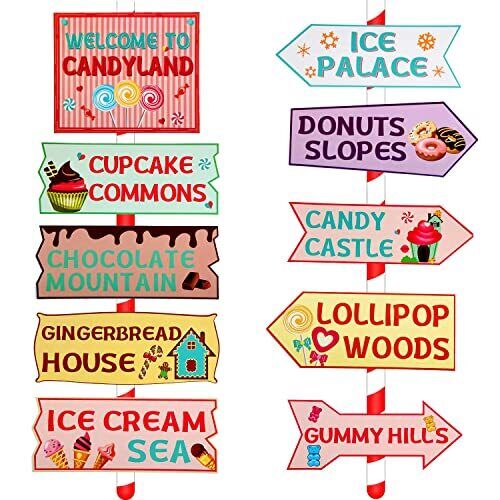 WELCOME TO
CANDYLAND
CUPCAKE
COMMONS
CHOCOLATE
MOUNTAIN
GINGERBREAD
HOUSE
ICE CREAM
SEA
ICE
PALACE
DONUTS
SLOPES
CANDY
CASTLE
LOLLIPOP
WOODS
GUMMY HILLS